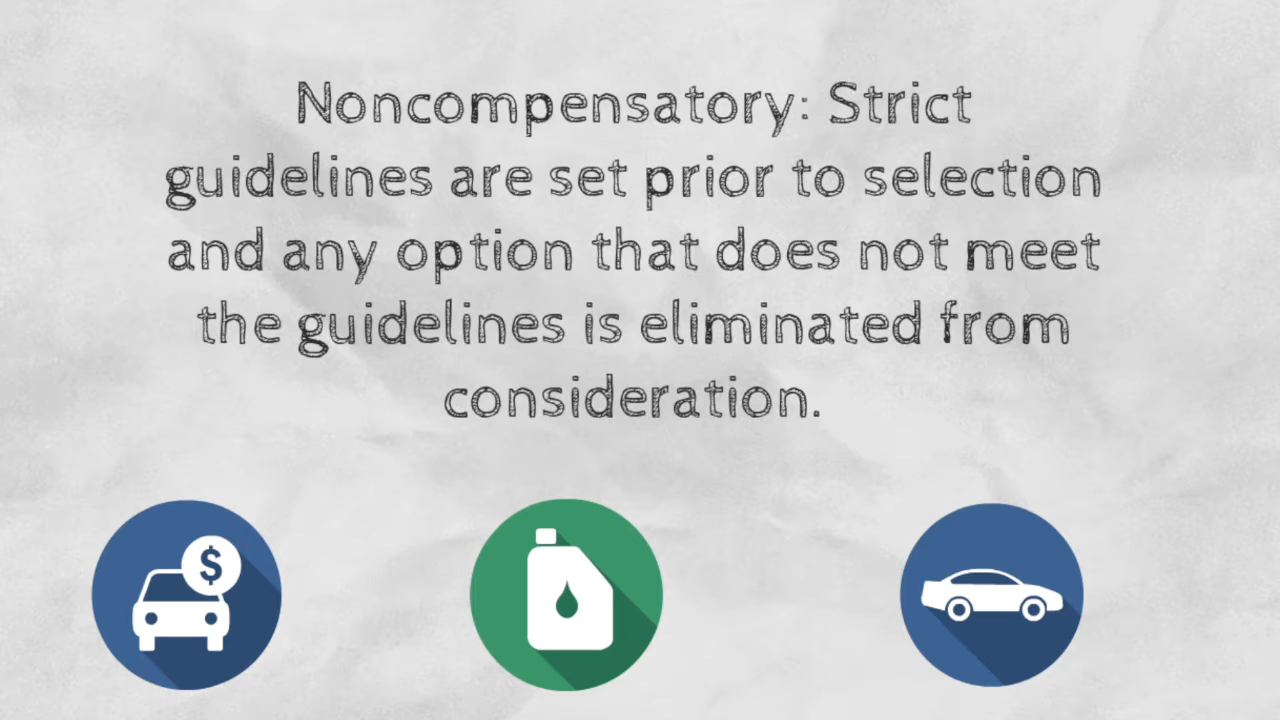 Noncompensatory: Strict
guidelines are set prior to selection
and any option that does not meet
the guidelines is eliminated from
consideration.
$